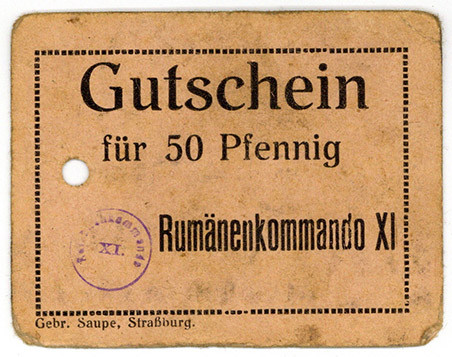 Gutschein
für 50 Pfennig
Rumänenkommando XI
XI.
Gebr. Saupe, Straßburg.